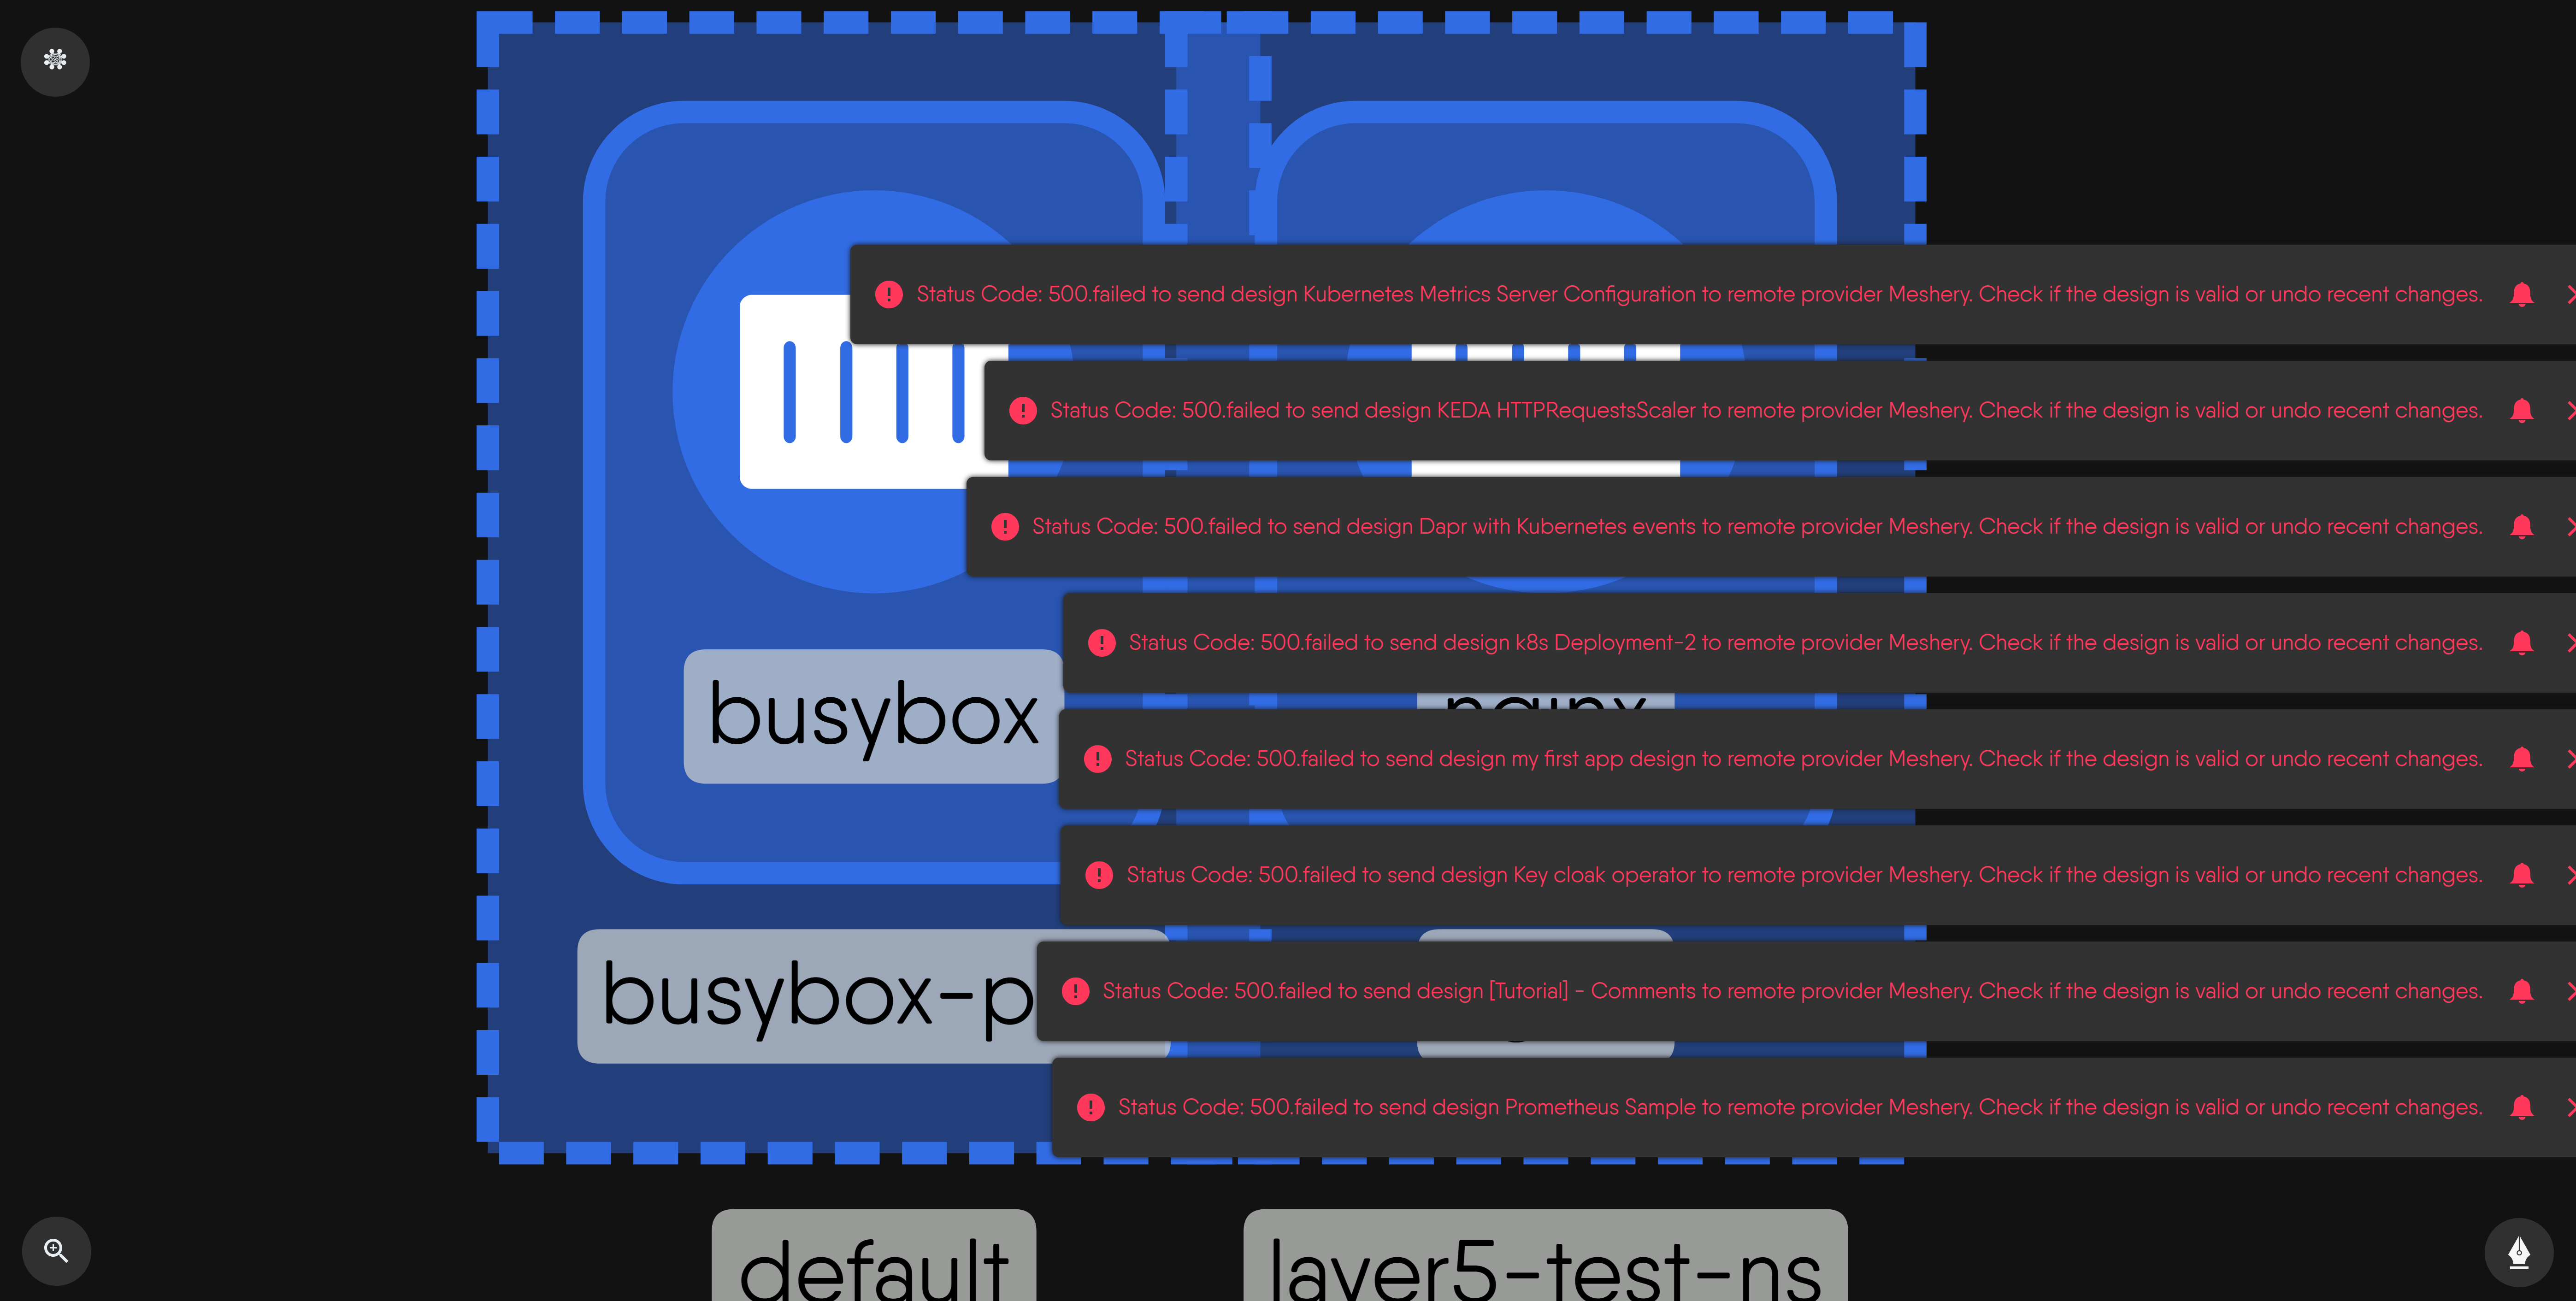 Status Code: 500.failed to send design Kubernetes Metrics Server Configuration to remote provider Meshery. Check if the design is valid or undo recent changes.
Status Code: 500.failed to send design KEDA HTTPRequestsScaler to remote provider Meshery. Check if the design is valid or undo recent changes.
Status Code: 500.failed to send design Dapr with Kubernetes events to remote provider Meshery. Check if the design is valid or undo recent changes.
Status Code: 500.failed to send design k8s Deployment-2 to remote provider Meshery. Check if the design is valid or undo recent changes.
busybox
nginx
Status Code: 500.failed to send design my first app design to remote provider Meshery. Check if the design is valid or undo recent changes.
Status Code: 500.failed to send design Key cloak operator to remote provider Meshery. Check if the design is valid or undo recent changes.
busybox-p
Status Code: 500.failed to send design [Tutorial] - Comments to remote provider Meshery. Check if the design is valid or undo recent changes.
Status Code: 500.failed to send design Prometheus Sample to remote provider Meshery. Check if the design is valid or undo recent changes.
default
layer5-test-ns